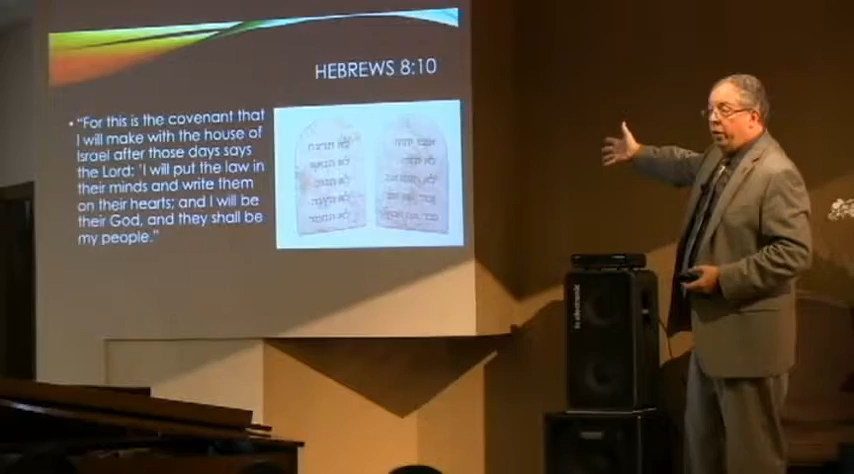 HEBREWS 8:10
• “For this is the covenant that
I will make with the house of
Israel after those days says
the Lord: ‘I will put the law in
their minds and write them
on their hearts; and I will be
their God, and they shall be
my people.”